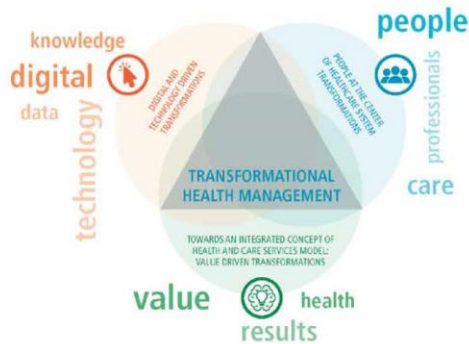 people
knowledge
digital
data
technology
DIGITAL AND
TECHNOLOGY DRIVEN
TRANSFORMATIONS
PEOPLE AT THE CENTER
OF HEALTHCARE SYSTEM
TRANSFORMATIONS
professionals
care
TRANSFORMATIONAL
HEALTH MANAGEMENT
TOWARDS AN INTEGRATED CONCEPT OF
HEALTH AND CARE SERVICES MODEL:
VALUE DRIVEN TRANSFORMATIONS
value
health
results